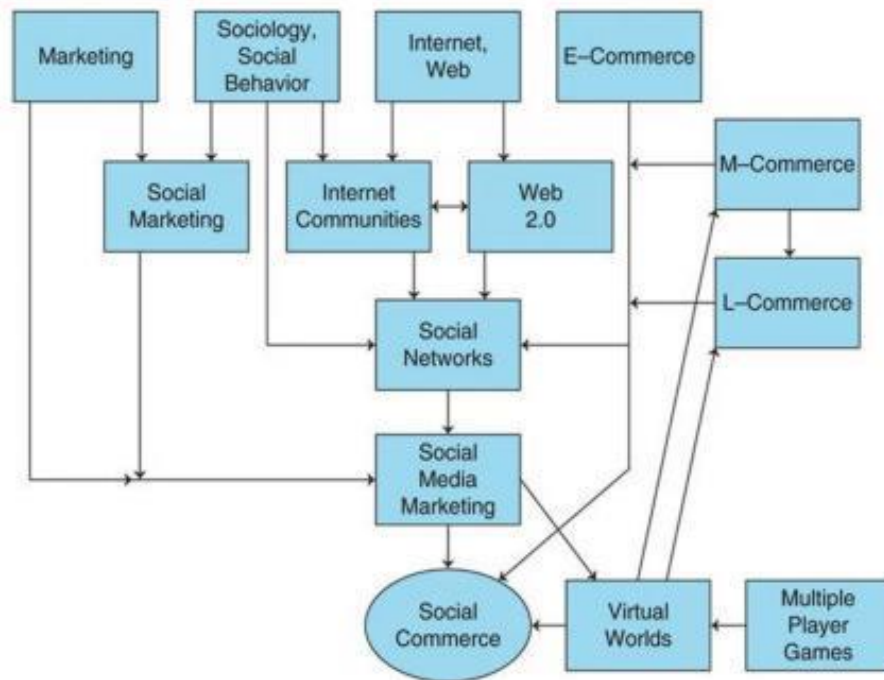 Marketing
Sociology,
Social
Behavior
Internet,
Web
E–Commerce
M–Commerce
Social
Marketing
Internet
Communities
Web
2.0
L–Commerce
Social
Networks
Social
Media
Marketing
Social
Commerce
Virtual
Worlds
Multiple
Player
Games